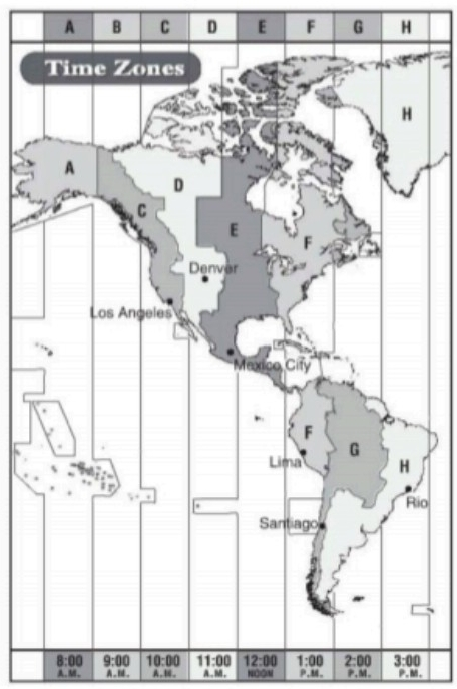 A B C D E F G H
Time Zones
H
A
D
C
E
F
Denver
Los Angeles
Mexico City
F
G
H
Lima
Rio
Santiago
8:00 9:00 10:00 11:00 12:00 1:00 2:00 3:00
A.M. A.M. A.M. A.M. NOON P.M. P.M. P.M.